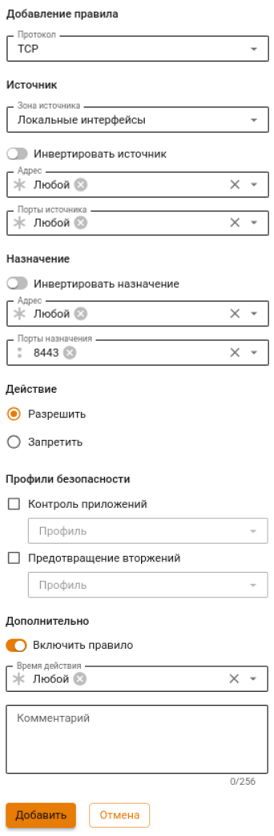 Добавление правила
Протокол
TCP
Источник
Зона источника
Локальные интерфейсы
Инвертировать источник
Адрес
Любой
Порты источника
Любой
Назначение
Инвертировать назначение
Адрес
Любой
Порты назначения
8443
Действие
Разрешить
Запретить
Профили безопасности
Контроль приложений
Профиль
Предотвращение вторжений
Профиль
Дополнительно
Включить правило
Время действия
Любой
Комментарий
0/256
Добавить Отмена